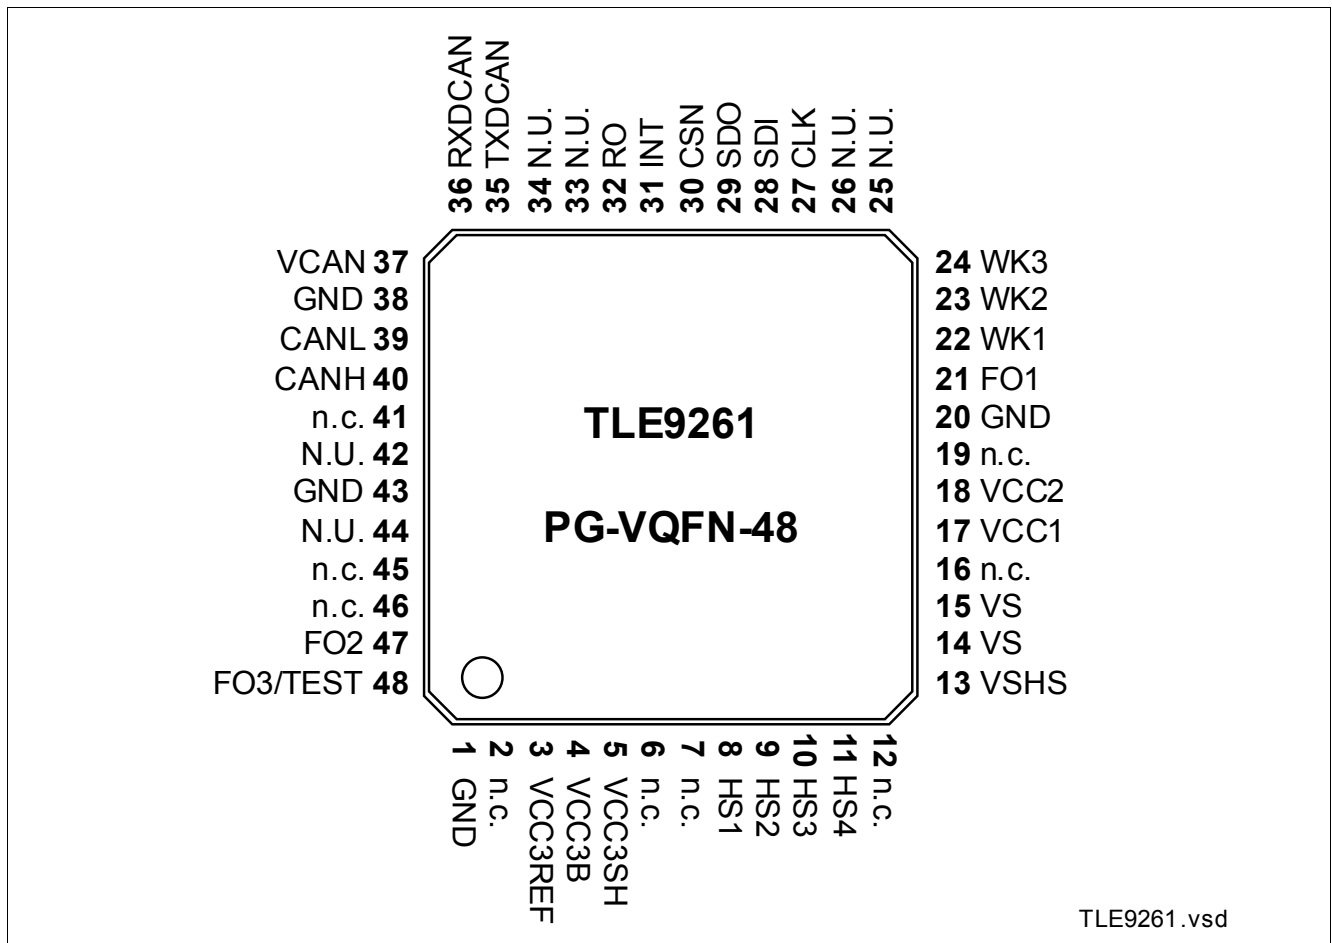 36 RXDCAN
35 TXDCAN
34 N.U.
33 N.U.
32 RO
31 INT
30 CSN
29 SDO
28 SDI
27 CLK
26 N.U.
25 N.U.
VCAN 37
GND 38
CANL 39
CANH 40
n.c. 41
N.U. 42
GND 43
N.U. 44
n.c. 45
n.c. 46
FO2 47
FO3/TEST 48
TLE9261
PG-VQFN-48
24 WK3
23 WK2
22 WK1
21 FO1
20 GND
19 n.c.
18 VCC2
17 VCC1
16 n.c.
15 VS
14 VS
13 VSHS
1 GND
2 n.c.
3 VCC3REF
4 VCC3B
5 VCC3SH
6 n.c.
7 n.c.
8 HS1
9 HS2
10 HS3
11 HS4
12 n.c.
TLE9261.vsd